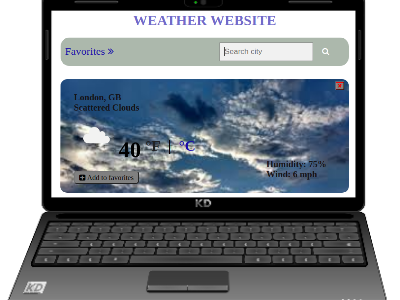 WEATHER WEBSITE
Favorites »
Search city
London, GB
Scattered Clouds
40 °F | °C
Humidity: 75%
Wind: 6 mph
Add to favorites
KD
KD